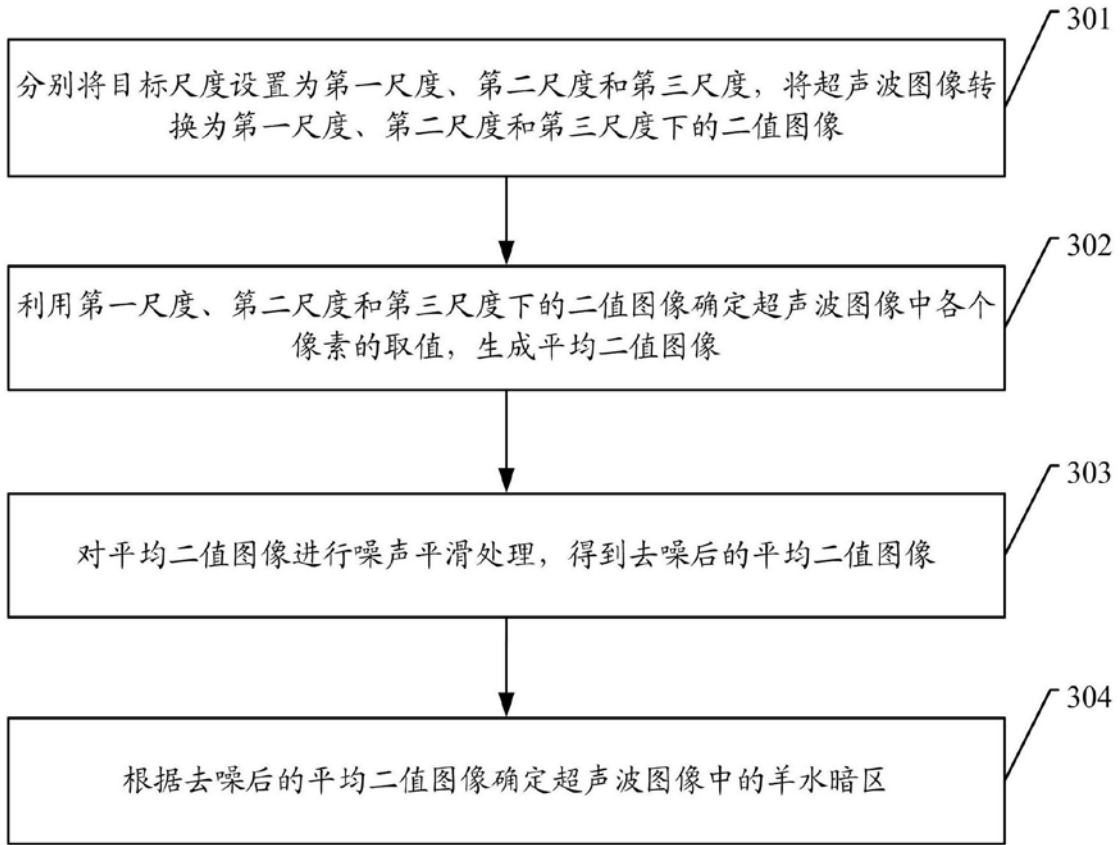 301
分别将目标尺度设置为第一尺度、第二尺度和第三尺度，将超声波图像转
换为第一尺度、第二尺度和第三尺度下的二值图像
302
利用第一尺度、第二尺度和第三尺度下的二值图像确定超声波图像中各个
像素的取值，生成平均二值图像
303
对平均二值图像进行噪声平滑处理，得到去噪后的平均二值图像
304
根据去噪后的平均二值图像确定超声波图像中的羊水暗区